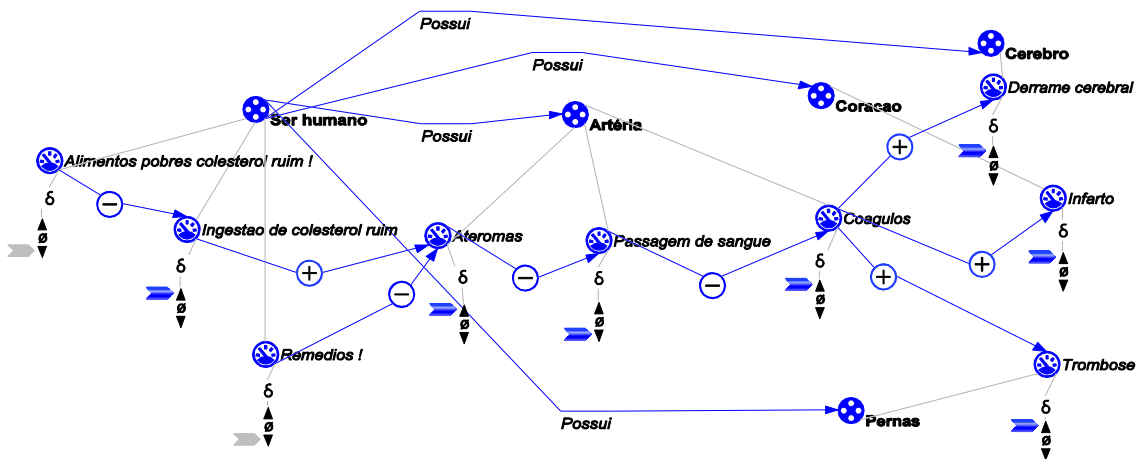 Possui
Cerebro
Possui
Derrame cerebral
Coracao
Ser humano
Possui
Artéria
δ
Alimentos pobres colesterol ruim !
+
δ
ø
−
Infarto
ø
Ingestao de colesterol ruim
Ateromas
Passagem de sangue
Coagulos
δ
ø
δ
+
−
−
+
+
δ
δ
δ
ø
−
ø
ø
ø
Remedios !
Trombose
δ
Pernas
δ
ø
Possui
ø